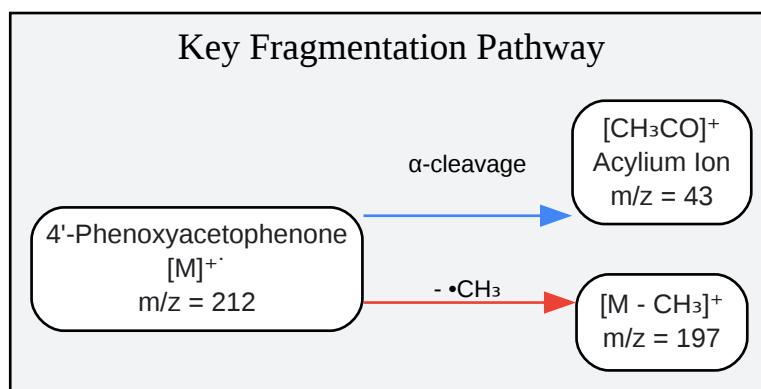 Key Fragmentation Pathway
[CH₃CO]⁺
Acylium Ion
m/z = 43
α-cleavage
4'-Phenoxyacetophenone
[M]⁺˙
m/z = 212
- •CH₃
[M - CH₃]⁺
m/z = 197